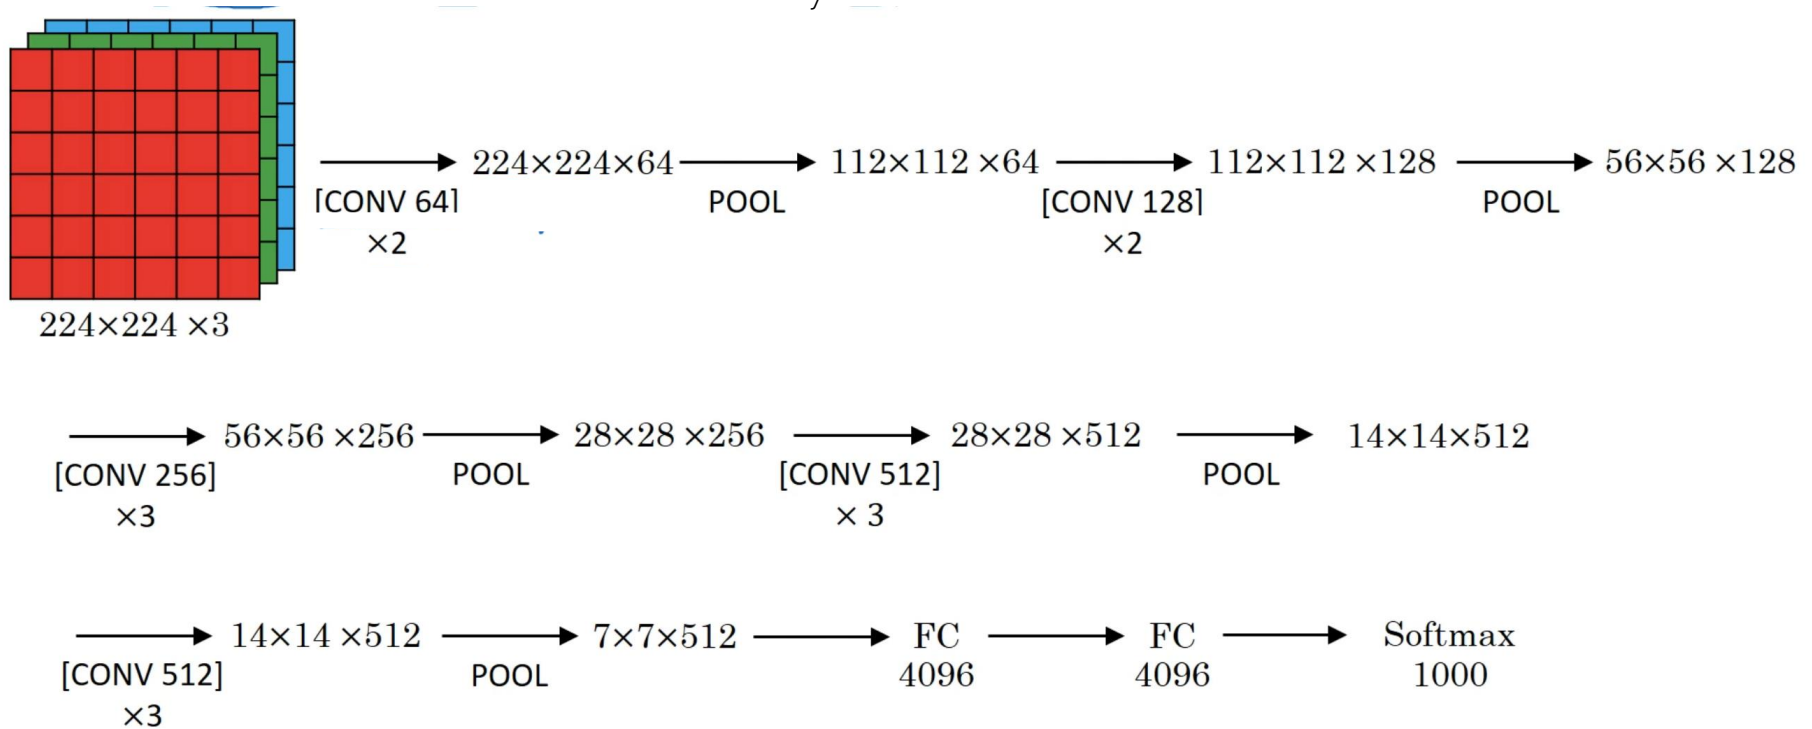 224×224×64 112×112 ×64 112×112 ×128 56×56 ×128
[CONV 64] POOL [CONV 128] POOL
×2 ×2
224×224 ×3
56×56 ×256 28×28 ×256 28×28 ×512 14×14×512
[CONV 256] POOL [CONV 512] POOL
×3 × 3
14×14 ×512 7×7×512 FC FC Softmax
[CONV 512] POOL 4096 4096 1000
×3